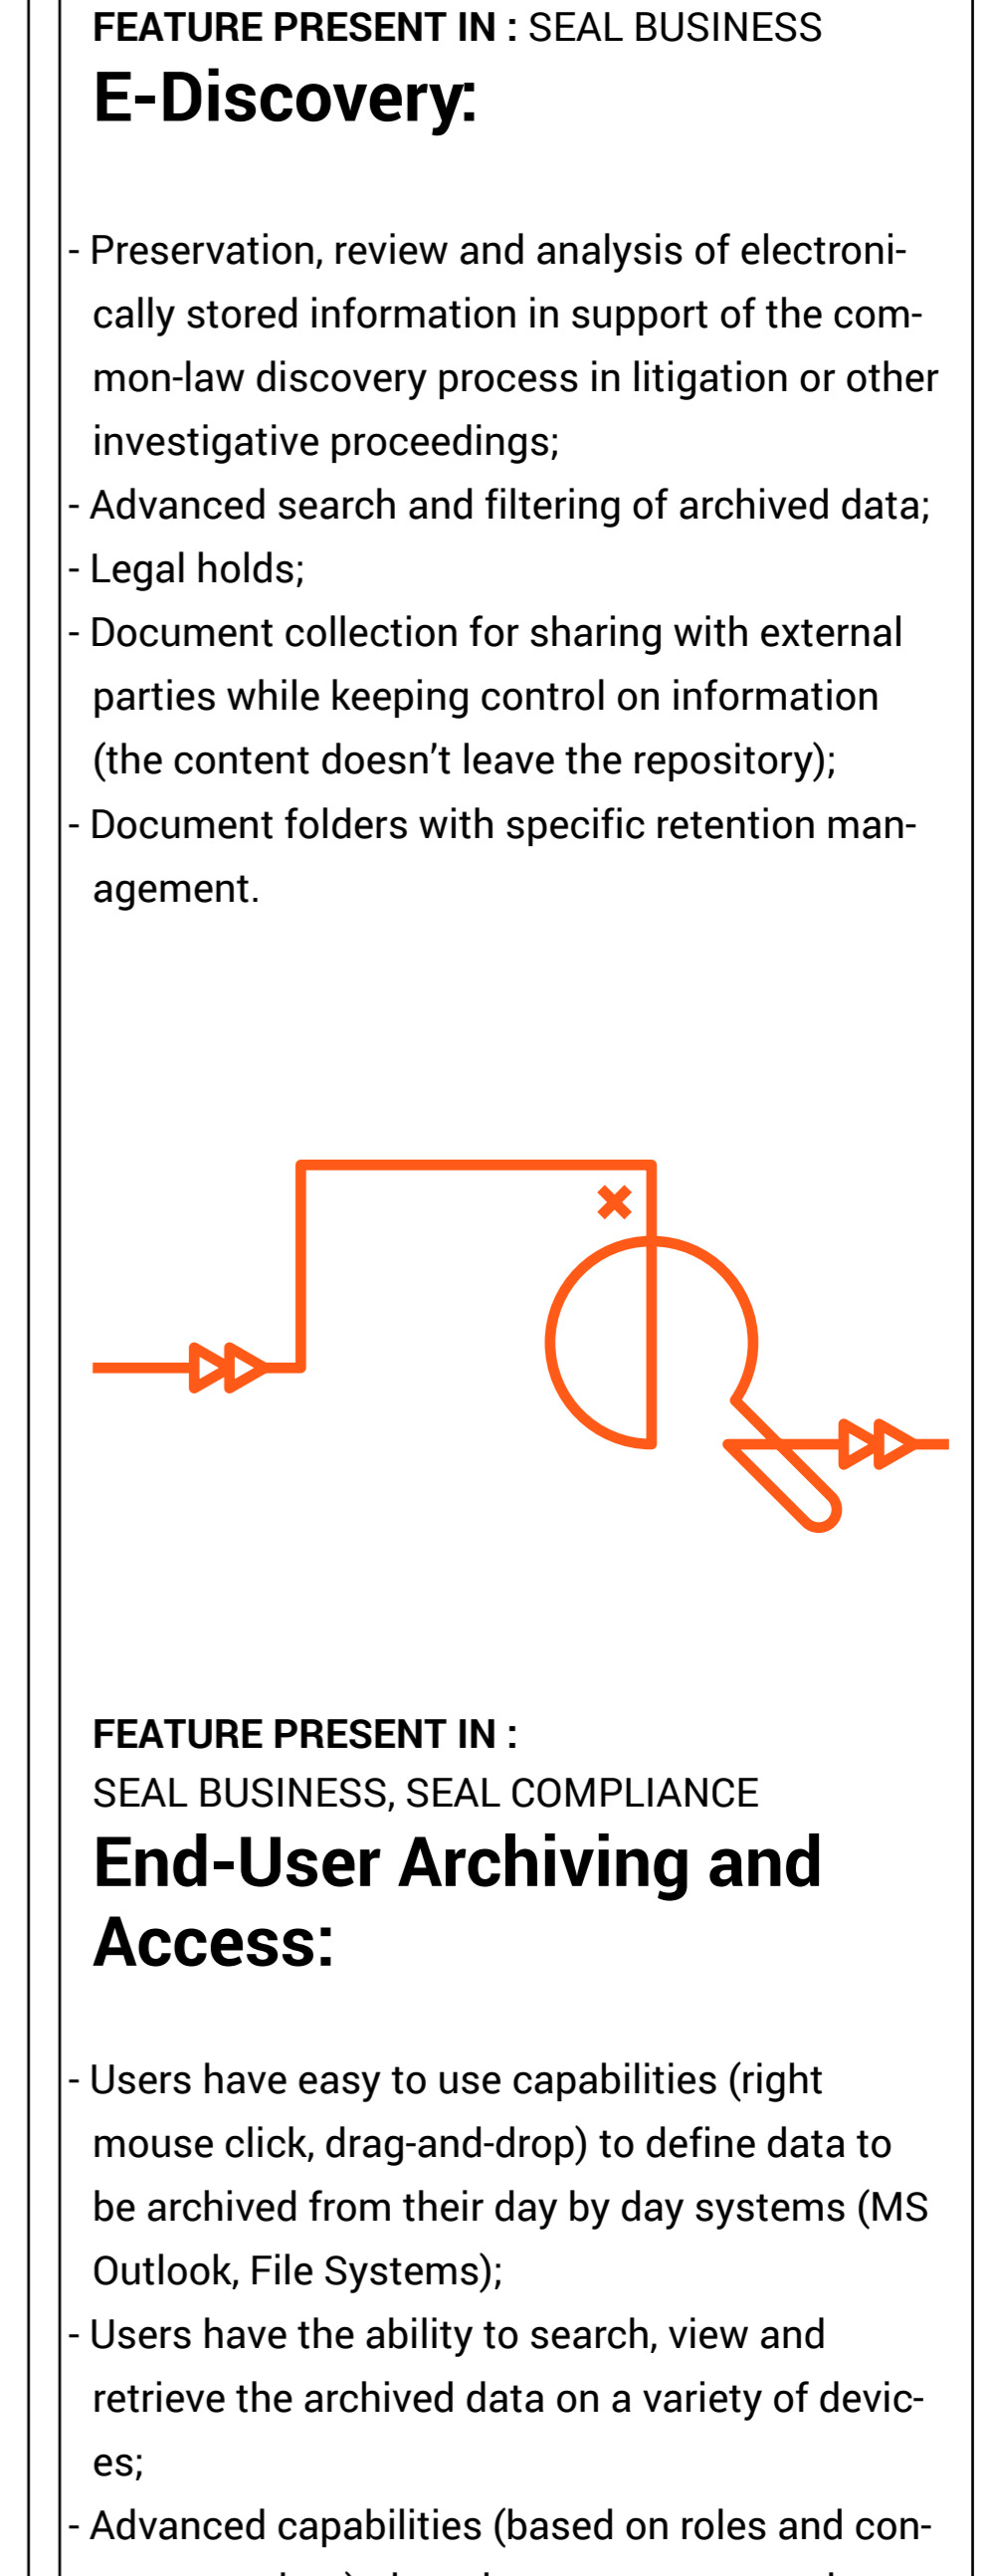 FEATURE PRESENT IN : SEAL BUSINESS
E-Discovery:
- Preservation, review and analysis of electroni-
cally stored information in support of the com-
mon-law discovery process in litigation or other
investigative proceedings;
- Advanced search and filtering of archived data;
- Legal holds;
- Document collection for sharing with external
parties while keeping control on information
(the content doesn’t leave the repository);
- Document folders with specific retention man-
agement.
FEATURE PRESENT IN :
SEAL BUSINESS, SEAL COMPLIANCE
End-User Archiving and
Access:
- Users have easy to use capabilities (right
mouse click, drag-and-drop) to define data to
be archived from their day by day systems (MS
Outlook, File Systems);
- Users have the ability to search, view and
retrieve the archived data on a variety of devic-
es;
- Advanced capabilities (based on roles and con-